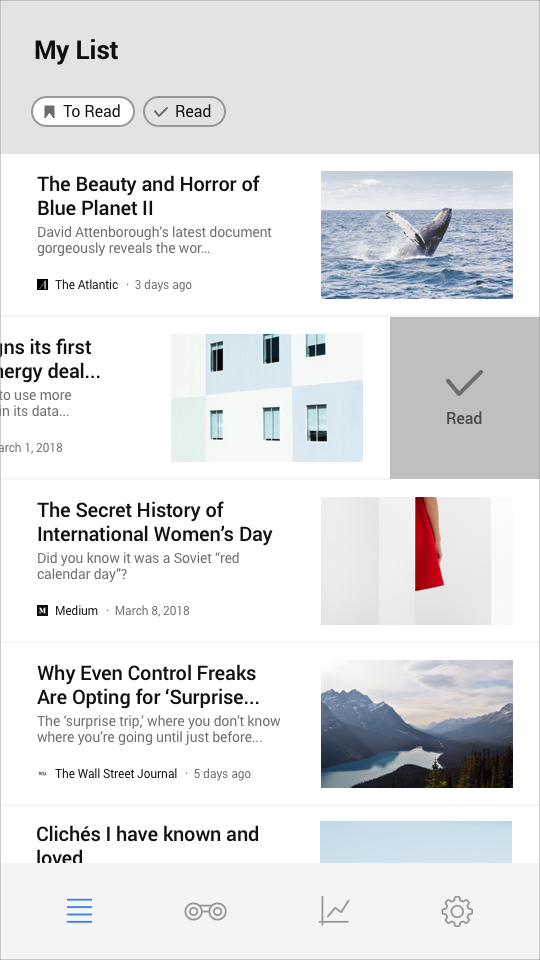 My List
To Read
Read
The Beauty and Horror of
Blue Planet II
David Attenborough's latest document
gorgeously reveals the wor...
The Atlantic · 3 days ago
gns its first
nergy deal...
to use more
in its data...
arch 1, 2018
Read
The Secret History of
International Women's Day
Did you know it was a Soviet “red
calendar day”?
M
Medium · March 8, 2018
Why Even Control Freaks
Are Opting for ‘Surprise...
The ‘surprise trip,’ where you don't know
where you're going until just before...
WSJ
The Wall Street Journal · 5 days ago
Clichés I have known and
loved